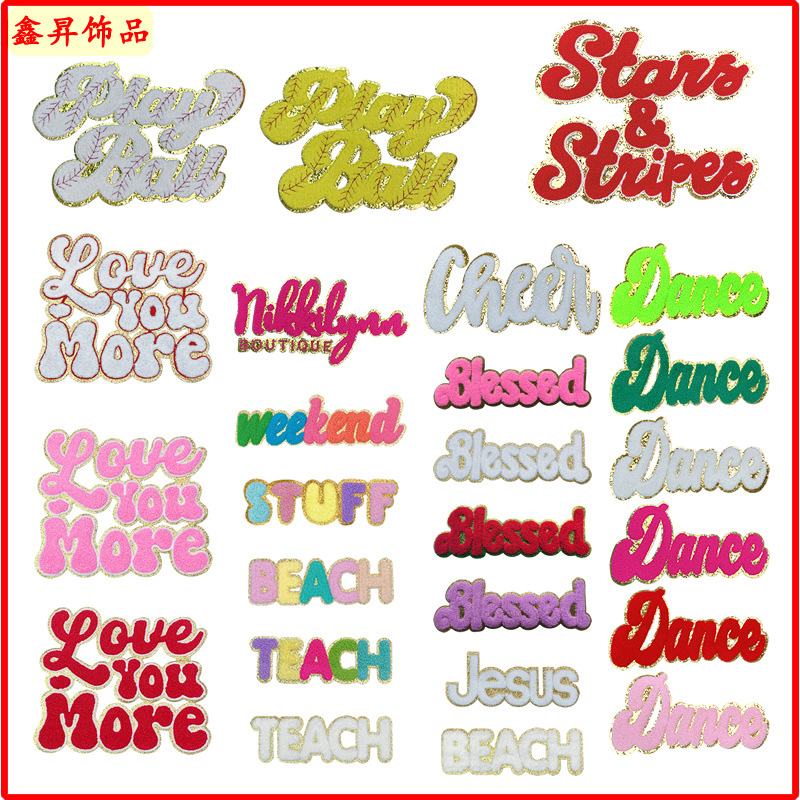 鑫昇饰品
Play
Ball
Play
Ball
Stars
&
Stripes
Love
You
More
Nikkilynn
BOUTIQUE
Cheer
Dance
Blessed
Dance
weekend
Love
You
More
Blessed
Dance
STUFF
Blessed
Dance
BEACH
Blessed
Dance
Love
You
More
TEACH
Jesus
Dance
TEACH
BEACH